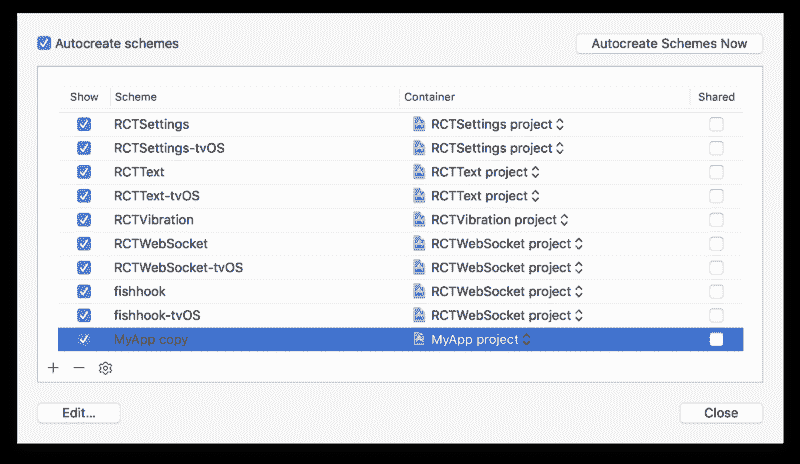 Autocreate schemes Autocreate Schemes Now
Show Scheme Container Shared
RCTSettings RCTSettings project
RCTSettings-tvOS RCTSettings project
RCTText RCTText project
RCTText-tvOS RCTText project
RCTVibration RCTVibration project
RCTWebSocket RCTWebSocket project
RCTWebSocket-tvOS RCTWebSocket project
fishhook RCTWebSocket project
fishhook-tvOS RCTWebSocket project
MyApp copy MyApp project
Edit... Close